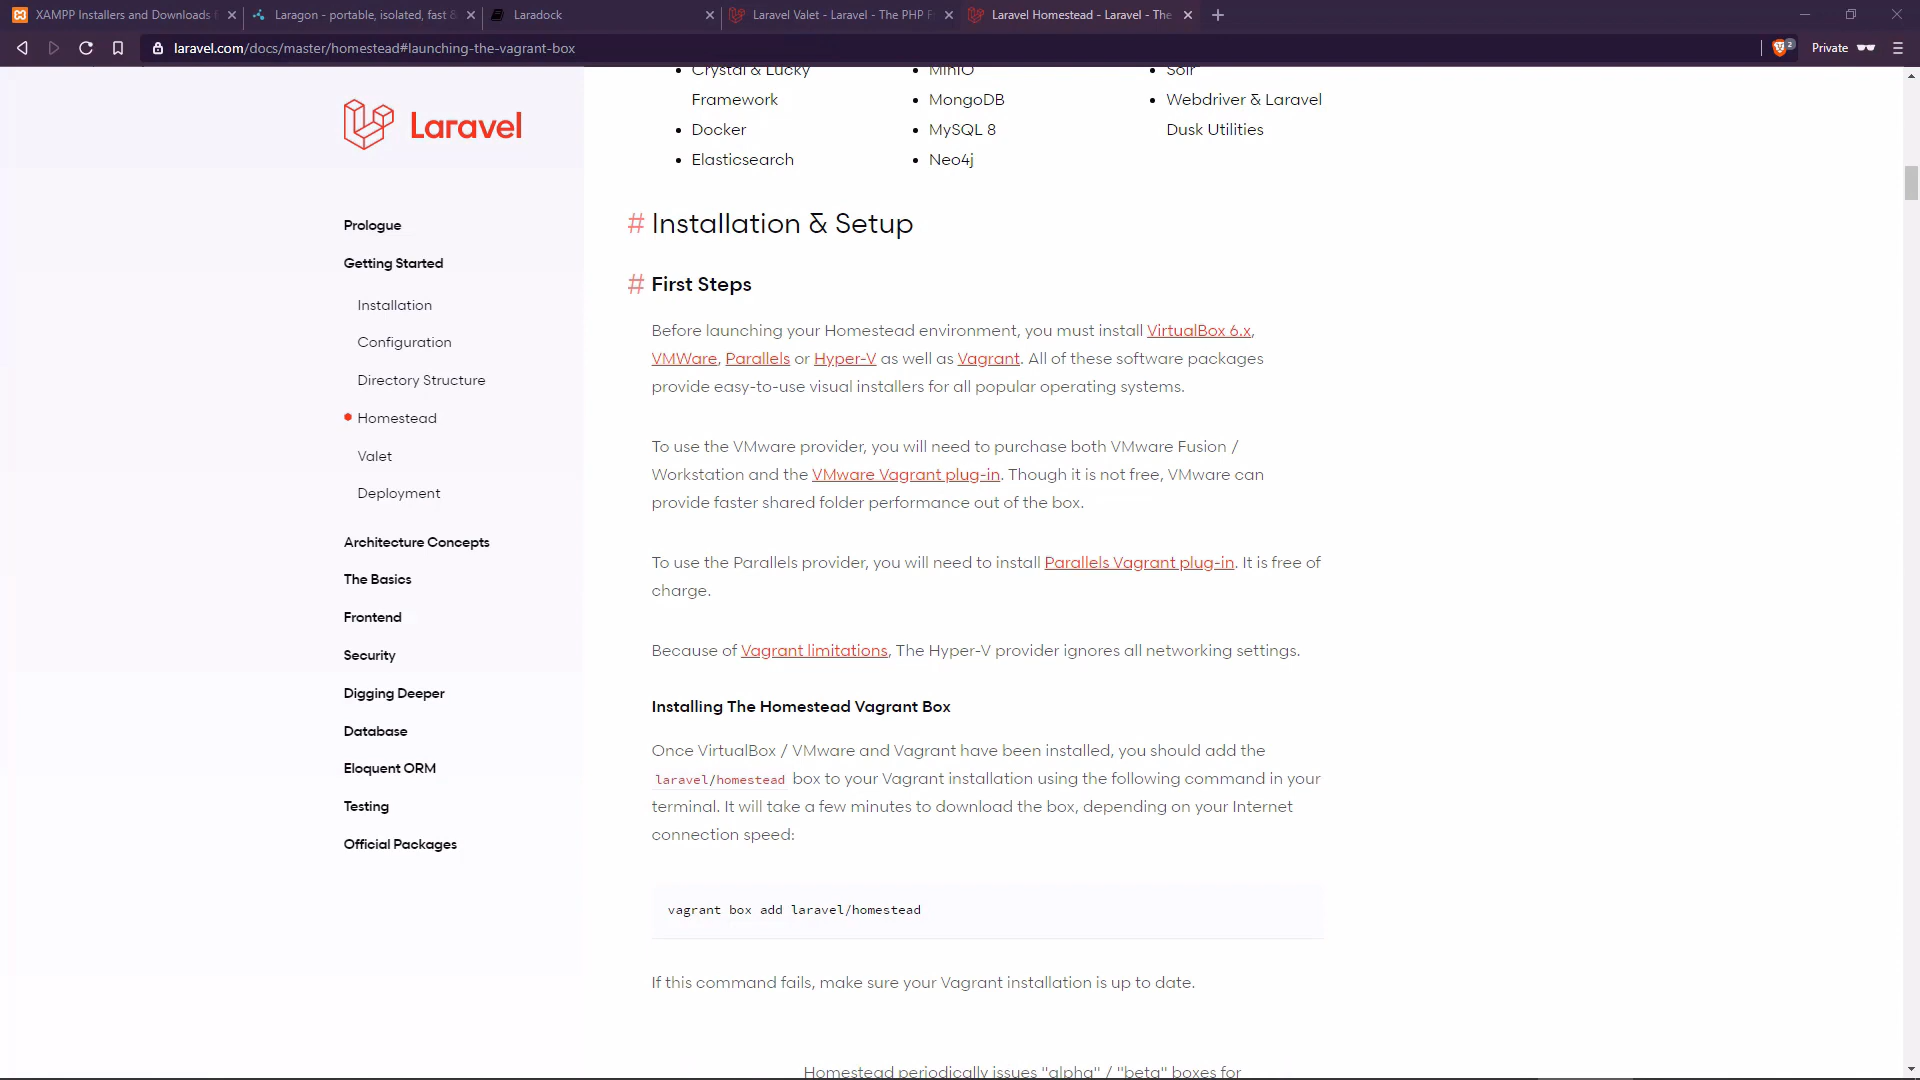 XAMPP Installers and Downloads
Laragon - portable, isolated, fast &
Laradock
Laravel Valet - Laravel - The PHP F
Laravel Homestead - Laravel - The
laravel.com/docs/master/homestead#launching-the-vagrant-box
2
Private
Laravel
Prologue
Getting Started
Installation
Configuration
Directory Structure
Homestead
Valet
Deployment
Architecture Concepts
The Basics
Frontend
Security
Digging Deeper
Database
Eloquent ORM
Testing
Official Packages
• Crystal & Lucky
Framework
• Docker
• Elasticsearch
• MinIO
• MongoDB
• MySQL 8
• Neo4j
• Solr
• Webdriver & Laravel
Dusk Utilities
# Installation & Setup
# First Steps
Before launching your Homestead environment, you must install VirtualBox 6.x,
VMWare, Parallels or Hyper-V as well as Vagrant. All of these software packages
provide easy-to-use visual installers for all popular operating systems.
To use the VMware provider, you will need to purchase both VMware Fusion /
Workstation and the VMware Vagrant plug-in. Though it is not free, VMware can
provide faster shared folder performance out of the box.
To use the Parallels provider, you will need to install Parallels Vagrant plug-in. It is free of
charge.
Because of Vagrant limitations, The Hyper-V provider ignores all networking settings.
Installing The Homestead Vagrant Box
Once VirtualBox / VMware and Vagrant have been installed, you should add the
laravel/homestead box to your Vagrant installation using the following command in your
terminal. It will take a few minutes to download the box, depending on your Internet
connection speed:
vagrant box add laravel/homestead
If this command fails, make sure your Vagrant installation is up to date.
Homestead periodically issues "alpha" / "beta" boxes for